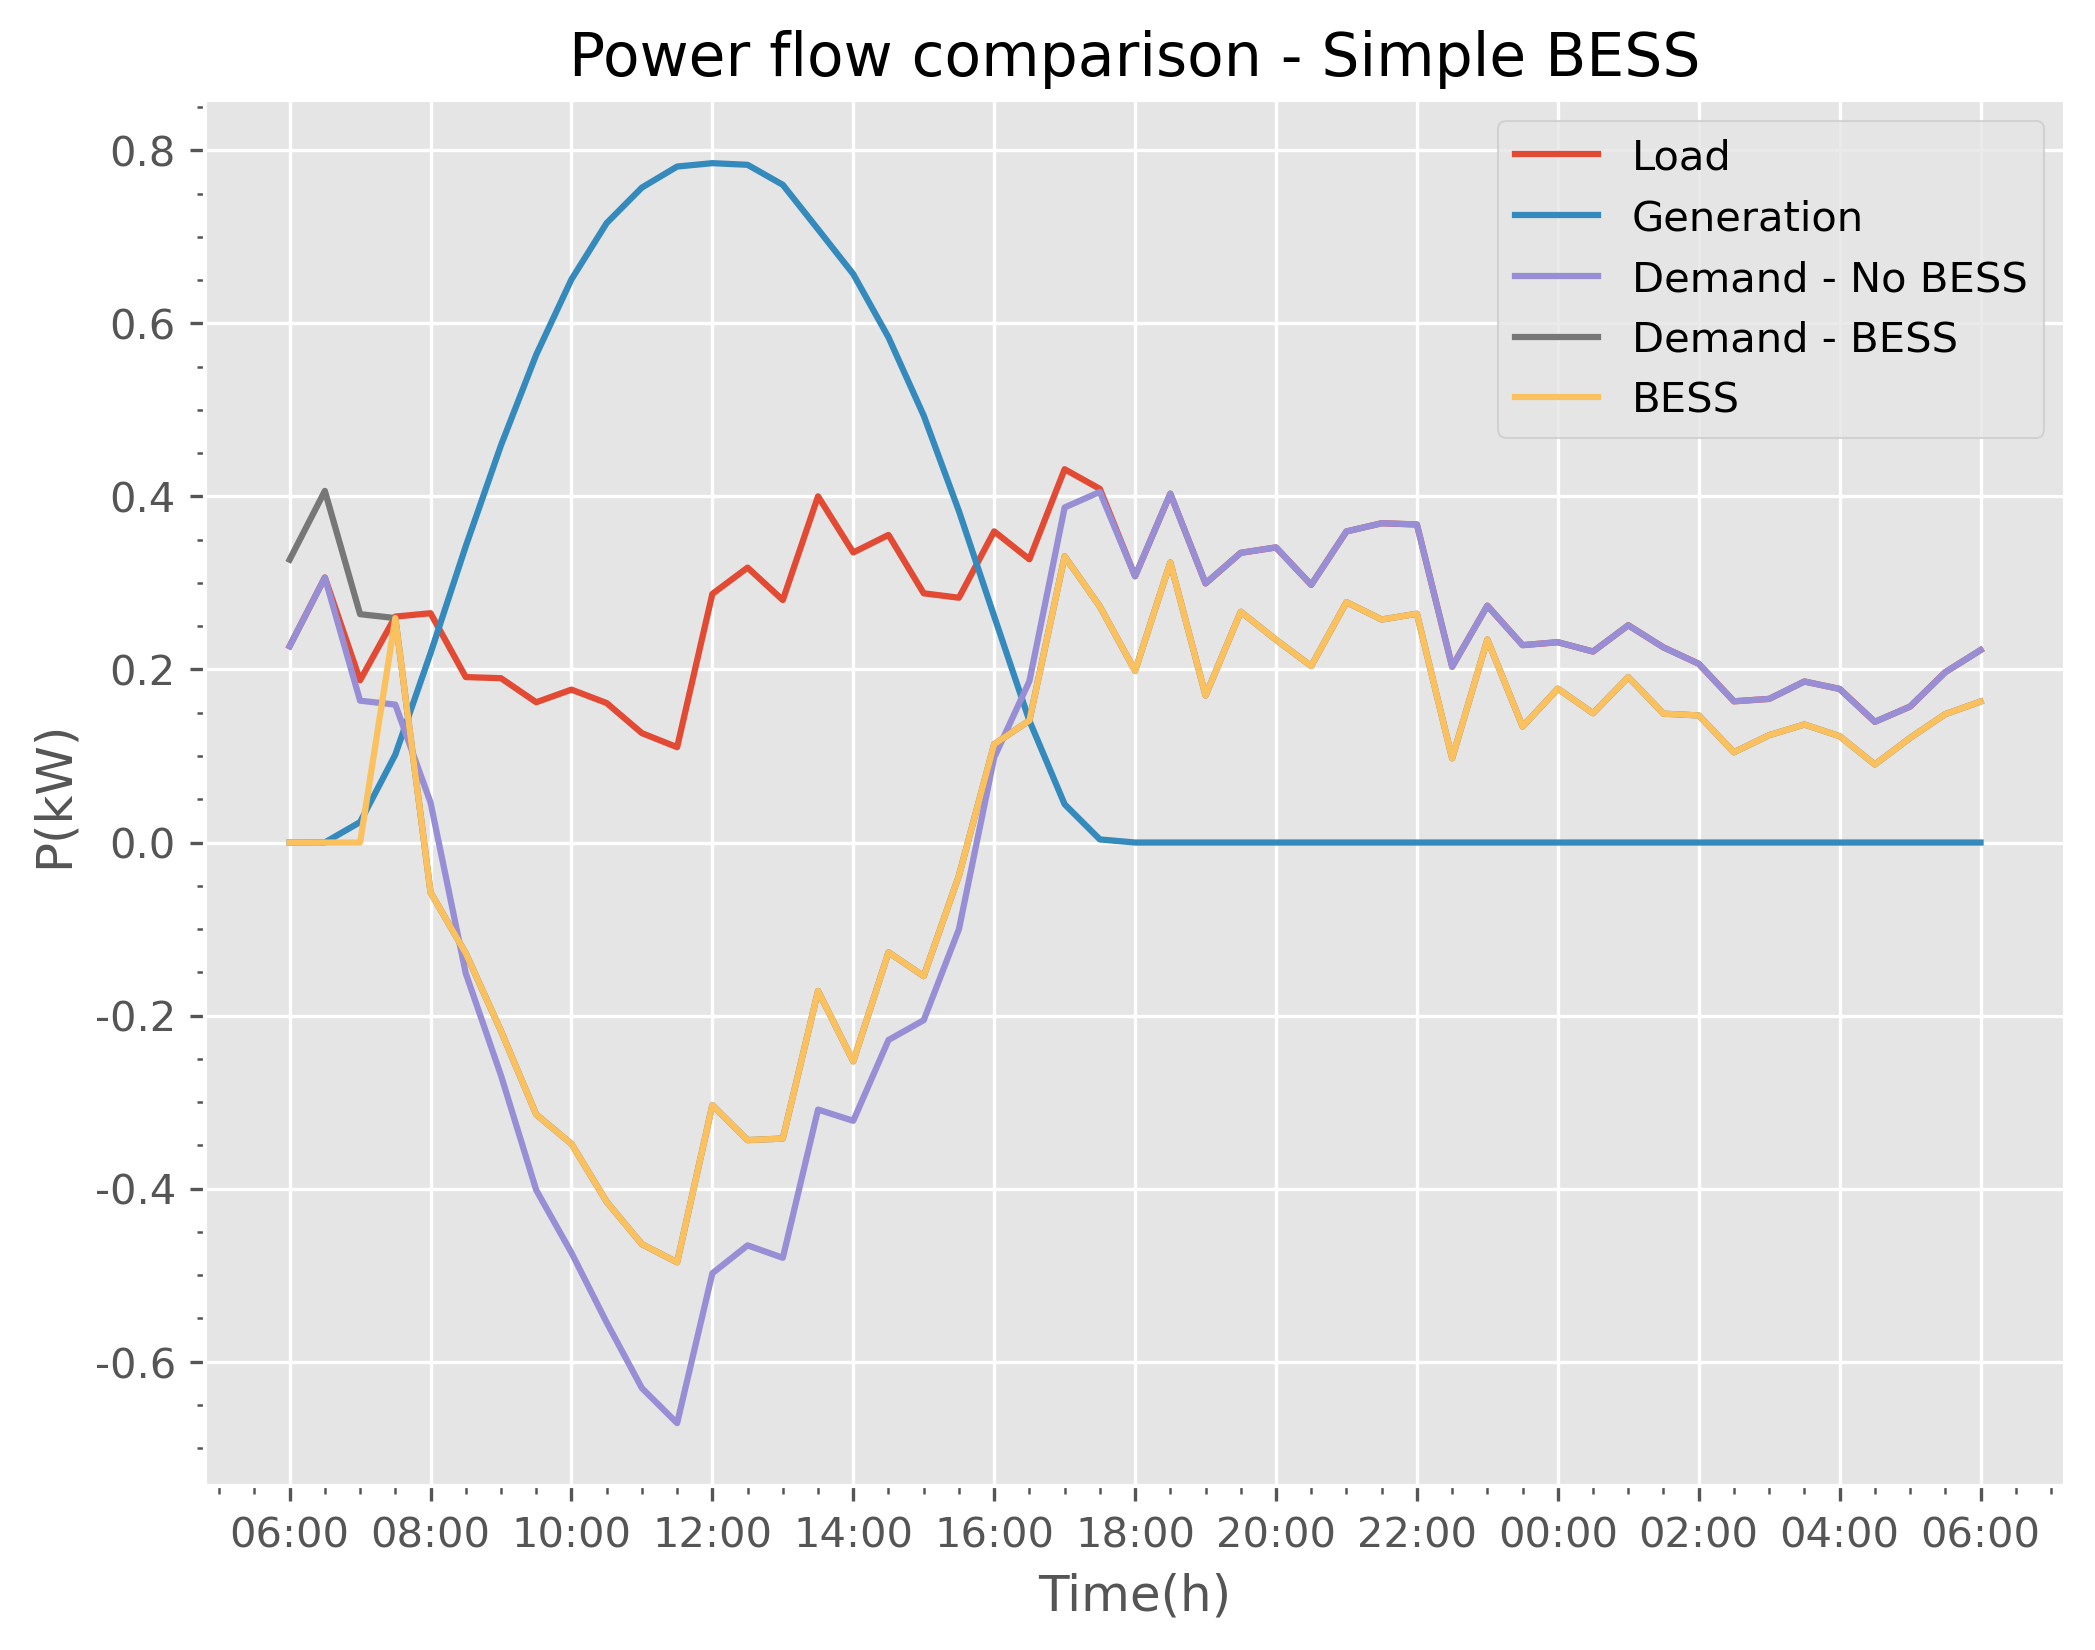 Power flow comparison - Simple BESS
Load
Generation
Demand - No BESS
Demand - BESS
BESS
P(kW)
0.8
0.6
0.4
0.2
0.0
-0.2
-0.4
-0.6
06:00 08:00 10:00 12:00 14:00 16:00 18:00 20:00 22:00 00:00 02:00 04:00 06:00
Time(h)